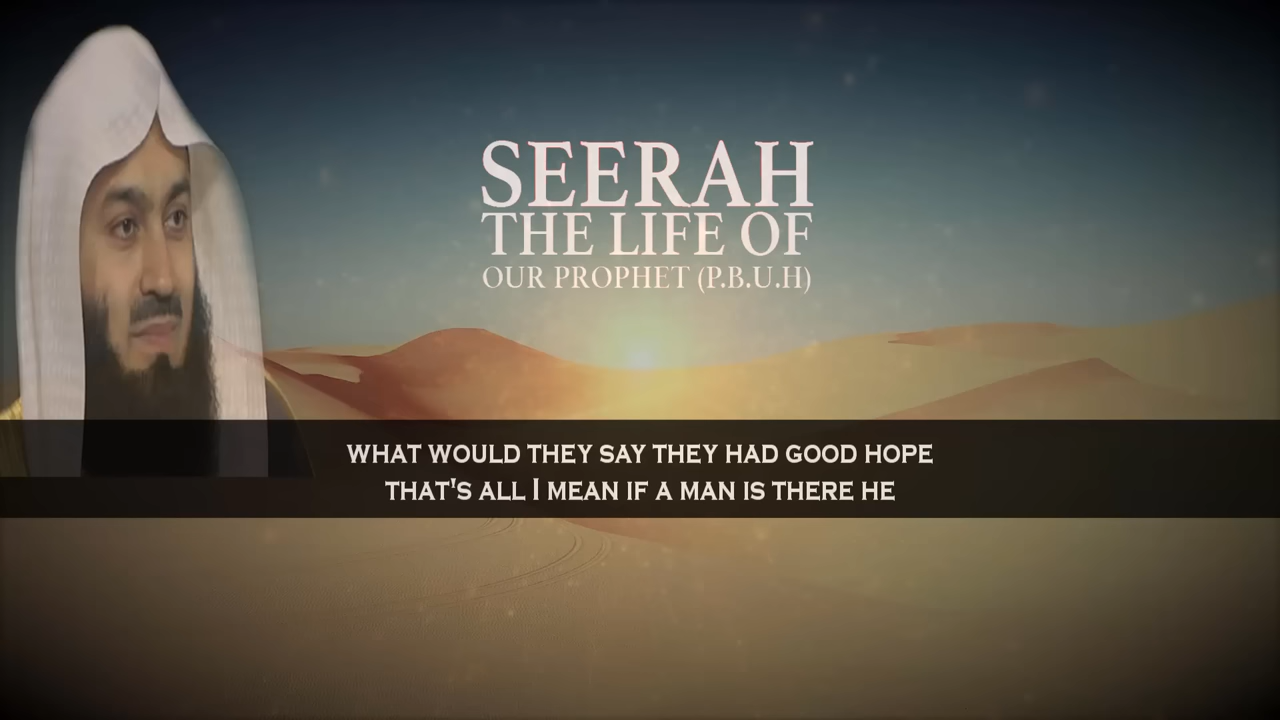 SEERAH
THE LIFE OF
OUR PROPHET (P.B.U.H)
WHAT WOULD THEY SAY THEY HAD GOOD HOPE
THAT'S ALL I MEAN IF A MAN IS THERE HE